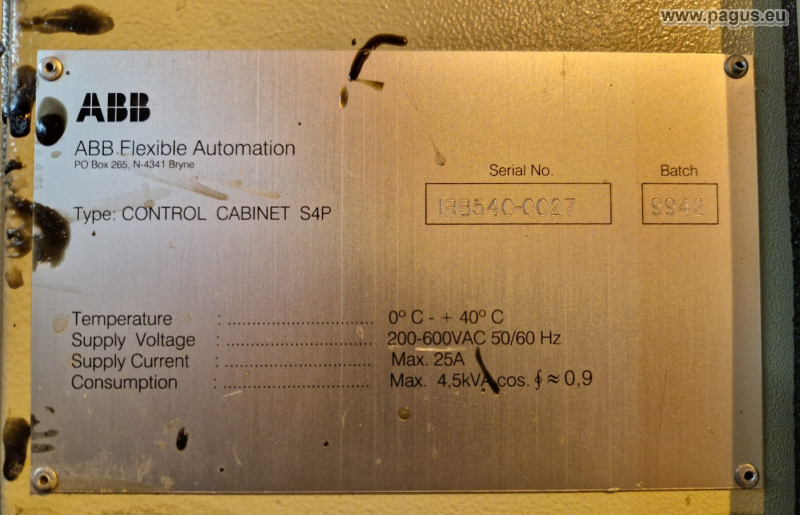 www.pagus.eu
ABB
ABB Flexible Automation
PO Box 265, N-4341 Bryne
Serial No. Batch
Type: CONTROL CABINET S4P IRB540-0027 9942
Temperature : ........................ 0º C - + 40º C
Supply Voltage : ........................ 200-600VAC 50/60 Hz
Supply Current : ........................ Max. 25A
Consumption : ........................ Max. 4,5kVA cos. ∮ ≈ 0,9